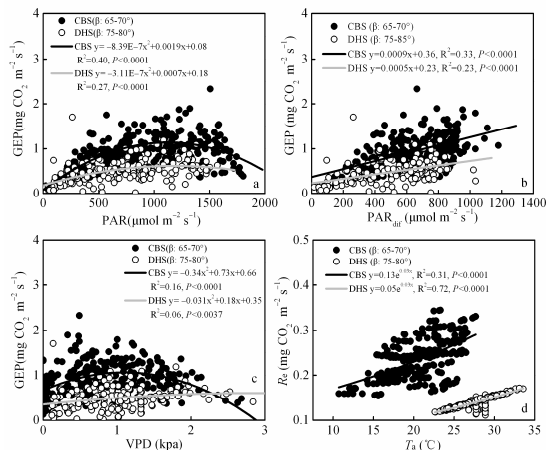 CBS(β: 65-70°)
DHS(β: 75-80°)
CBS y= −8.39E−7x²+0.0019x+0.08
R²=0.40, P<0.0001
DHS y= −3.11E−7x²+0.0007x+0.18
R²=0.27, P<0.0001
GEP(mg CO₂ m⁻² s⁻¹)
4
3
2
1
0
0 500 1000 1500 2000
a
PAR(μmol m⁻² s⁻¹)
CBS (β: 65-70°)
DHS(β: 75-85°)
CBS y=0.0009x+0.36, R²=0.33, P<0.0001
DHS y=0.0005x+0.23, R²=0.23, P<0.0001
GEP(mg CO₂ m⁻² s⁻¹)
4
3
2
1
0
0 200 400 600 800 1000 1200 1400
b
PARdif (μmol m⁻² s⁻¹)
CBS(β: 65-70°)
DHS(β: 75-80°)
CBS y= −0.34x²+0.73x+0.66
R²=0.16, P<0.0001
DHS y= −0.031x²+0.18x+0.35
R²=0.06, P<0.0037
GEP(mg CO₂ m⁻² s⁻¹)
4
3
2
1
0
0 1 2 3
c
VPD (kpa)
CBS (β: 65-70°)
DHS (β: 75-80°)
CBS y=0.13e^0.03x, R²=0.31, P<0.0001
DHS y=0.05e^0.03x, R²=0.72, P<0.0001
Re (mg CO₂ m⁻² s⁻¹)
0.5
0.4
0.3
0.2
0.1
10 15 20 25 30 35
d
Ta (℃)